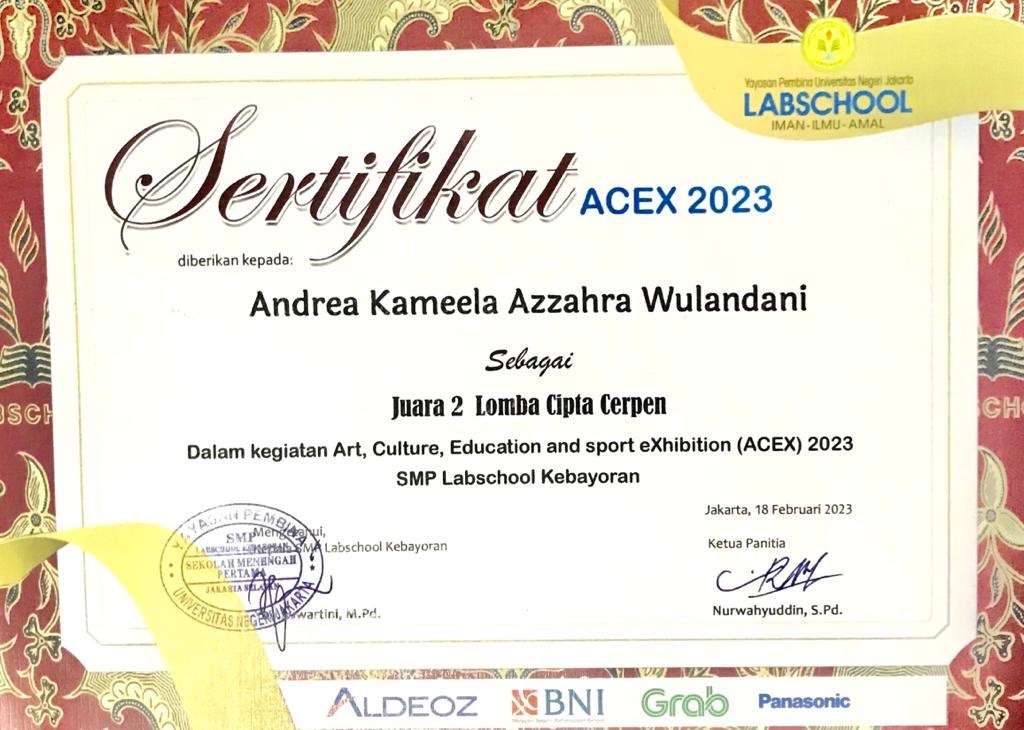 Yayasan Pembina Universitas Negeri Jakarta
LABSCHOOL
IMAN-ILMU-AMAL
Sertifikat ACEX 2023
diberikan kepada:
Andrea Kameela Azzahra Wulandani
Sebagai
Juara 2 Lomba Cipta Cerpen
Dalam kegiatan Art, Culture, Education and sport eXhibition (ACEX) 2023
SMP Labschool Kebayoran
Jakarta, 18 Februari 2023
Mengetahui,
Kepala SMP Labschool Kebayoran
Ketua Panitia
YAYASAN PEMBINA
SMP
LABSCHOOL KEBAYORAN
SEKOLAH MENENGAH
PERTAMA
JAKARTA SELATAN
UNIVERSITAS NEGERI JAKARTA
M.Pd.
Nurwahyuddin, S.Pd.
ALDEOZ
BNI
Grab
Panasonic